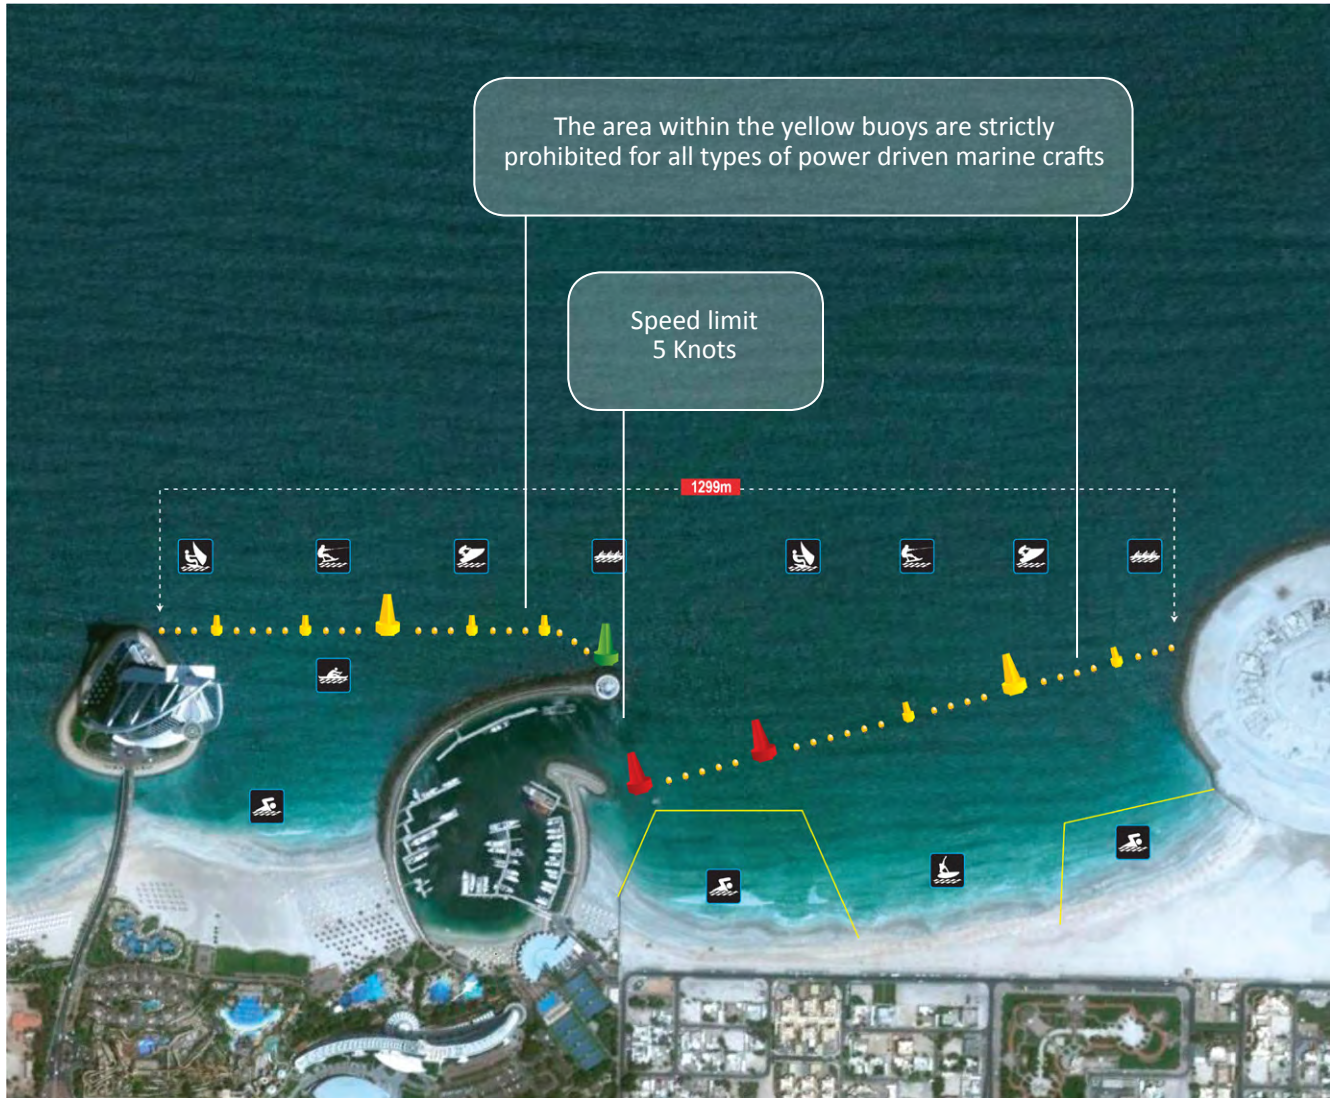 The area within the yellow buoys are strictly
prohibited for all types of power driven marine crafts
Speed limit
5 Knots
1299m